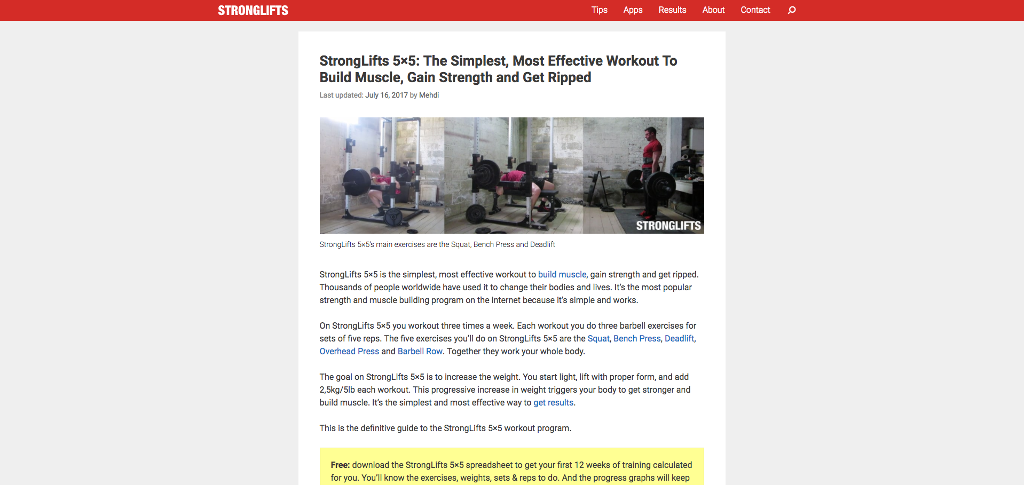 STRONGLIFTS
Tips Apps Results About Contact
StrongLifts 5×5: The Simplest, Most Effective Workout To
Build Muscle, Gain Strength and Get Ripped
Last updated: July 16, 2017 by Mehdi
STRONGLIFTS
StrongLifts 5x5's main exercises are the Squat, Bench Press and Deadlift
StrongLifts 5×5 is the simplest, most effective workout to build muscle, gain strength and get ripped.
Thousands of people worldwide have used it to change their bodies and lives. It's the most popular
strength and muscle building program on the Internet because it's simple and works.
On StrongLifts 5×5 you workout three times a week. Each workout you do three barbell exercises for
sets of five reps. The five exercises you'll do on StrongLifts 5×5 are the Squat, Bench Press, Deadlift,
Overhead Press and Barbell Row. Together they work your whole body.
The goal on StrongLifts 5×5 is to increase the weight. You start light, lift with proper form, and add
2,5kg/5lb each workout. This progressive increase in weight triggers your body to get stronger and
build muscle. It's the simplest and most effective way to get results.
This is the definitive guide to the StrongLifts 5×5 workout program.
Free: download the StrongLifts 5×5 spreadsheet to get your first 12 weeks of training calculated
for you. You'll know the exercises, weights, sets & reps to do. And the progress graphs will keep